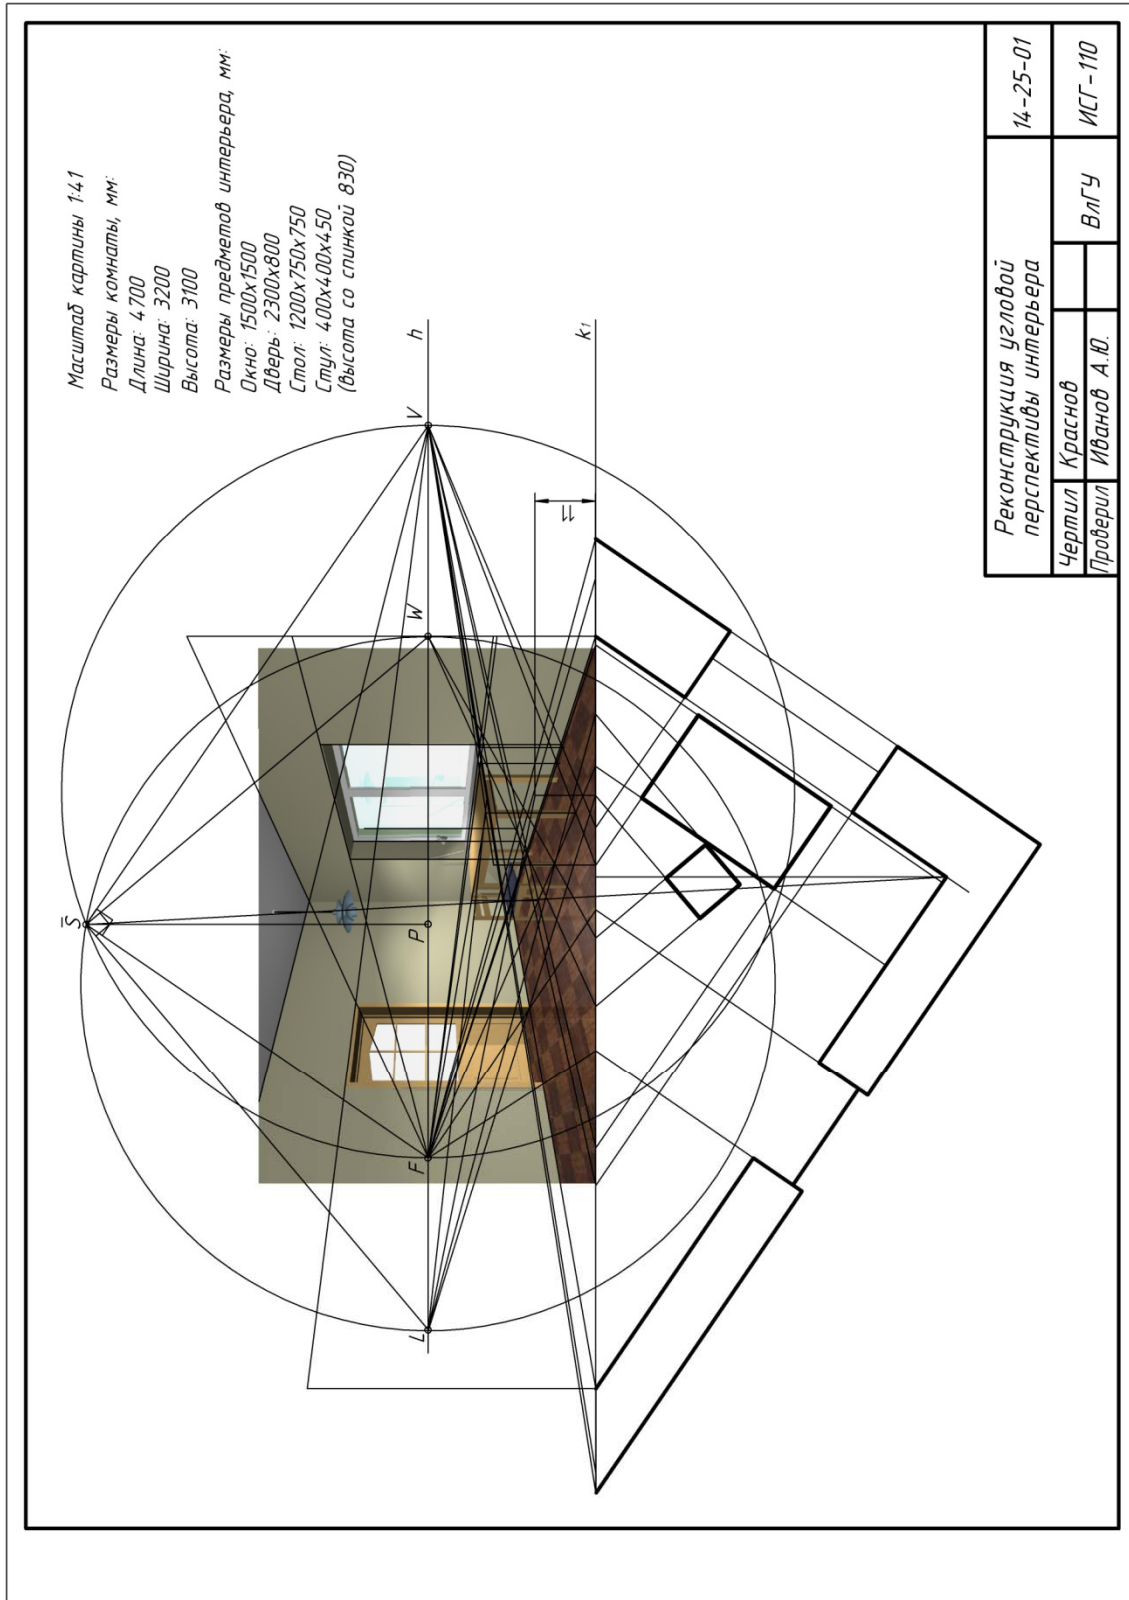 Масштаб картины 1:41
Размеры комнаты, мм:
Длина: 4700
Ширина: 3200
Высота: 3100
Размеры предметов интерьера, мм:
Окно: 1500х1500
Дверь: 2300х800
Стол: 1200х750х750
Стул: 400х400х450
(высота со спинкой 830)
S
L
F
P
W
V
h
11
k1
Реконструкция угловой
перспективы интерьера
14-25-01
Чертил Краснов
Проверил Иванов А.Ю.
ВлГУ
ИСГ-110